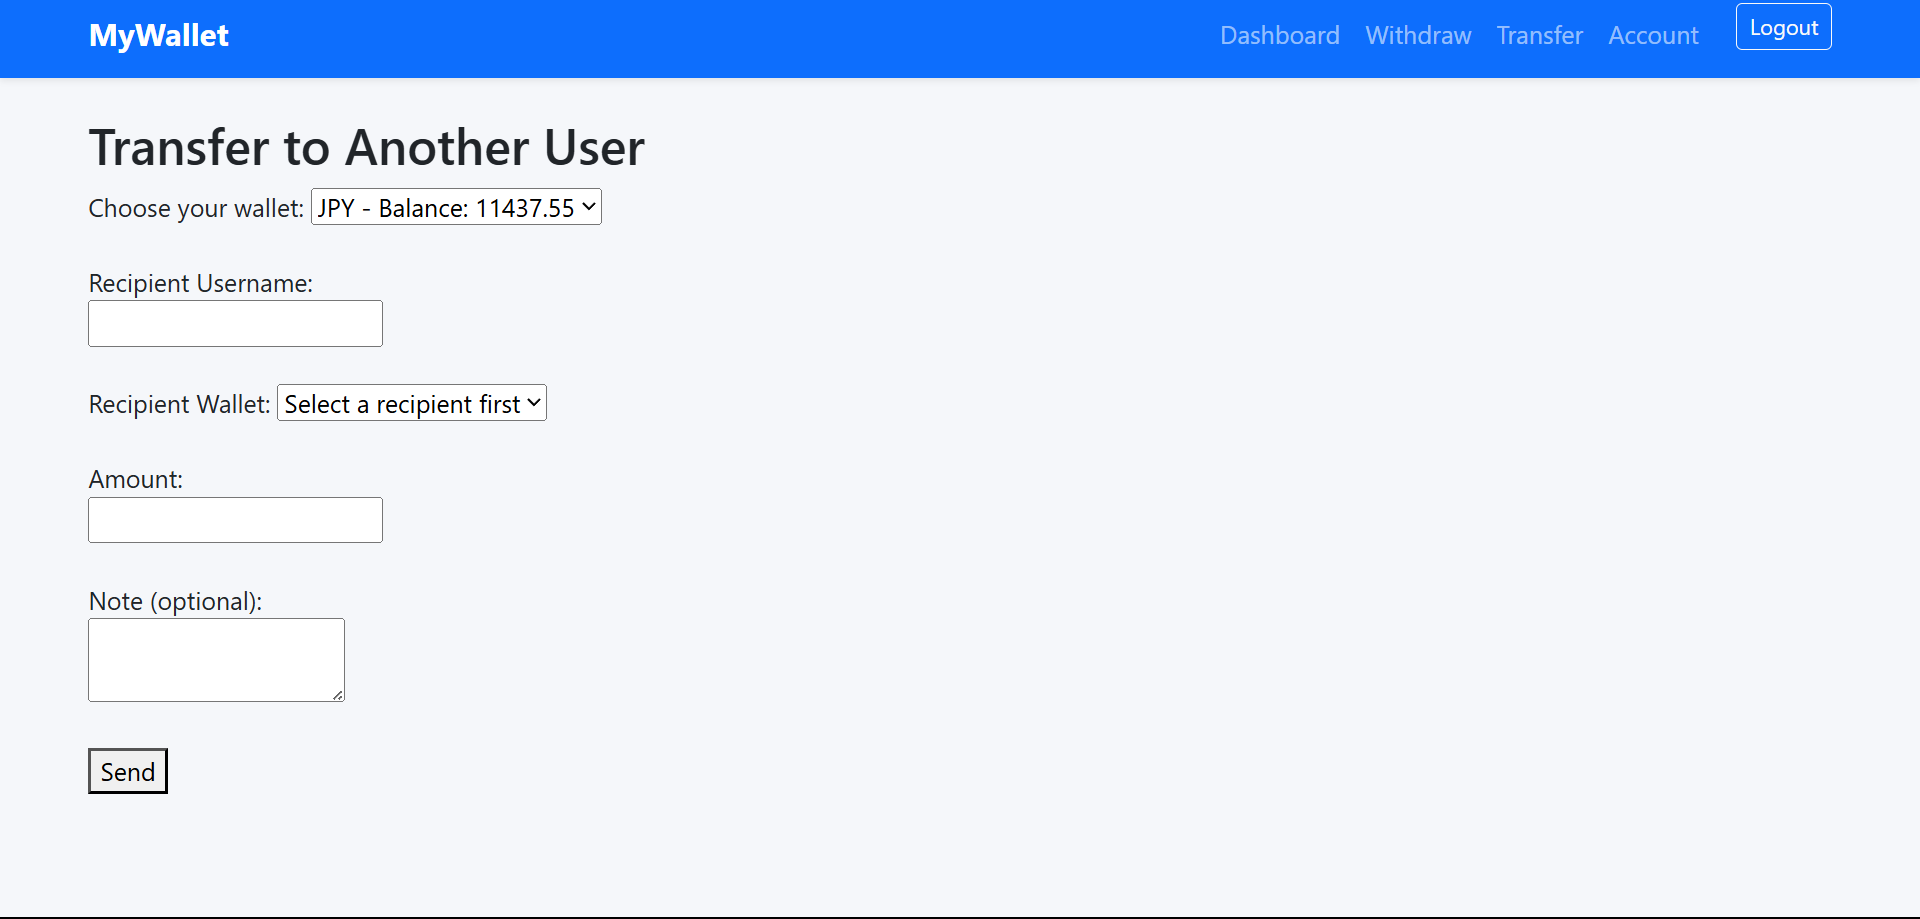 MyWallet
Dashboard Withdraw Transfer Account Logout
Transfer to Another User
Choose your wallet: JPY - Balance: 11437.55
Recipient Username:
Recipient Wallet: Select a recipient first
Amount:
Note (optional):
Send